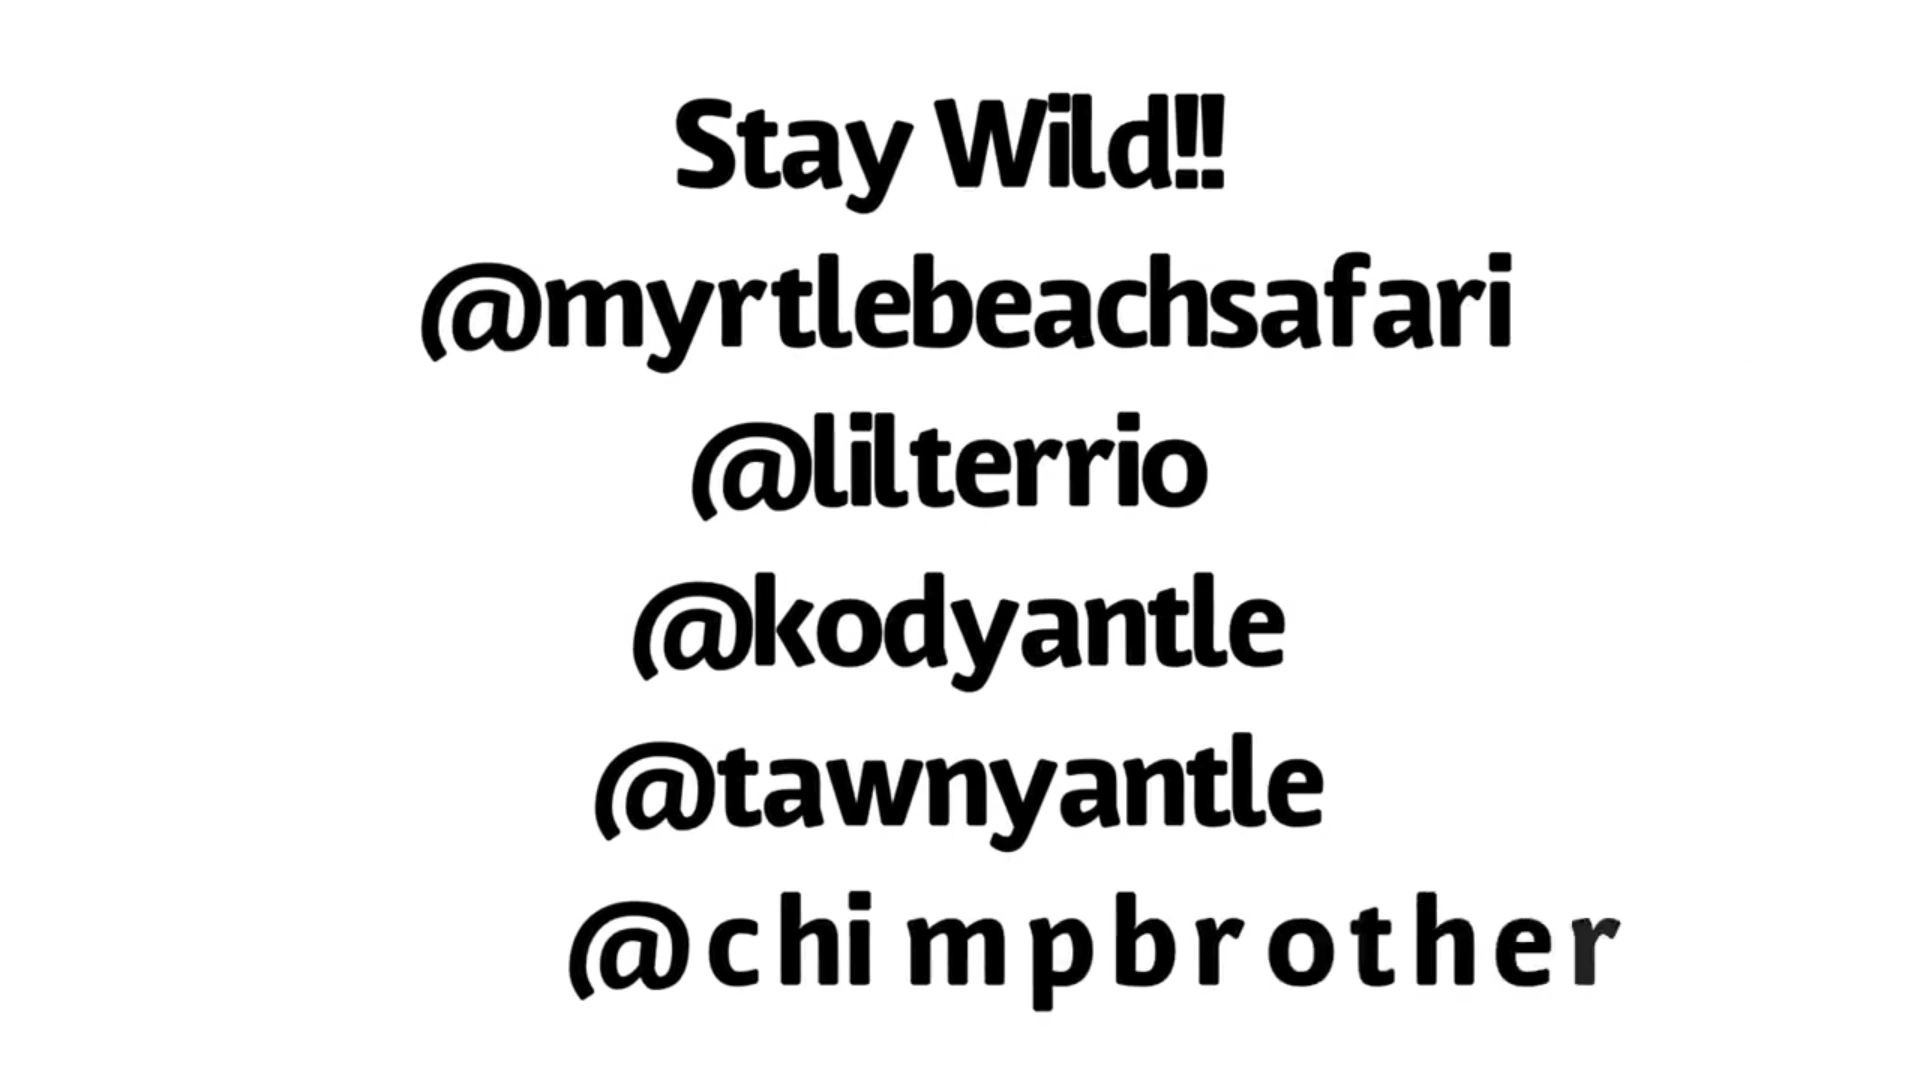 Stay Wild!!
@myrtlebeachsafari
@lilterrio
@kodyantle
@tawnyantle
@chimpbrother